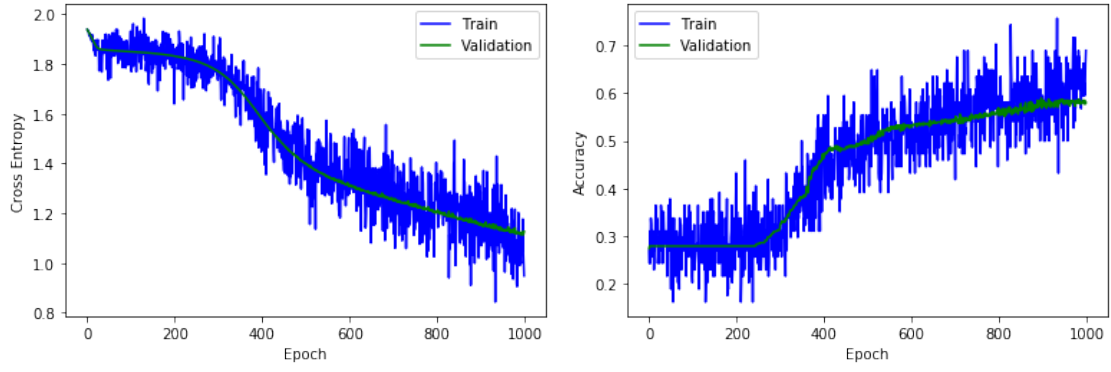 2.0
1.8
1.6
1.4
1.2
1.0
0.8
Cross Entropy
Train
Validation
0 200 400 600 800 1000
Epoch
0.7
0.6
0.5
0.4
0.3
0.2
Accuracy
Train
Validation
0 200 400 600 800 1000
Epoch